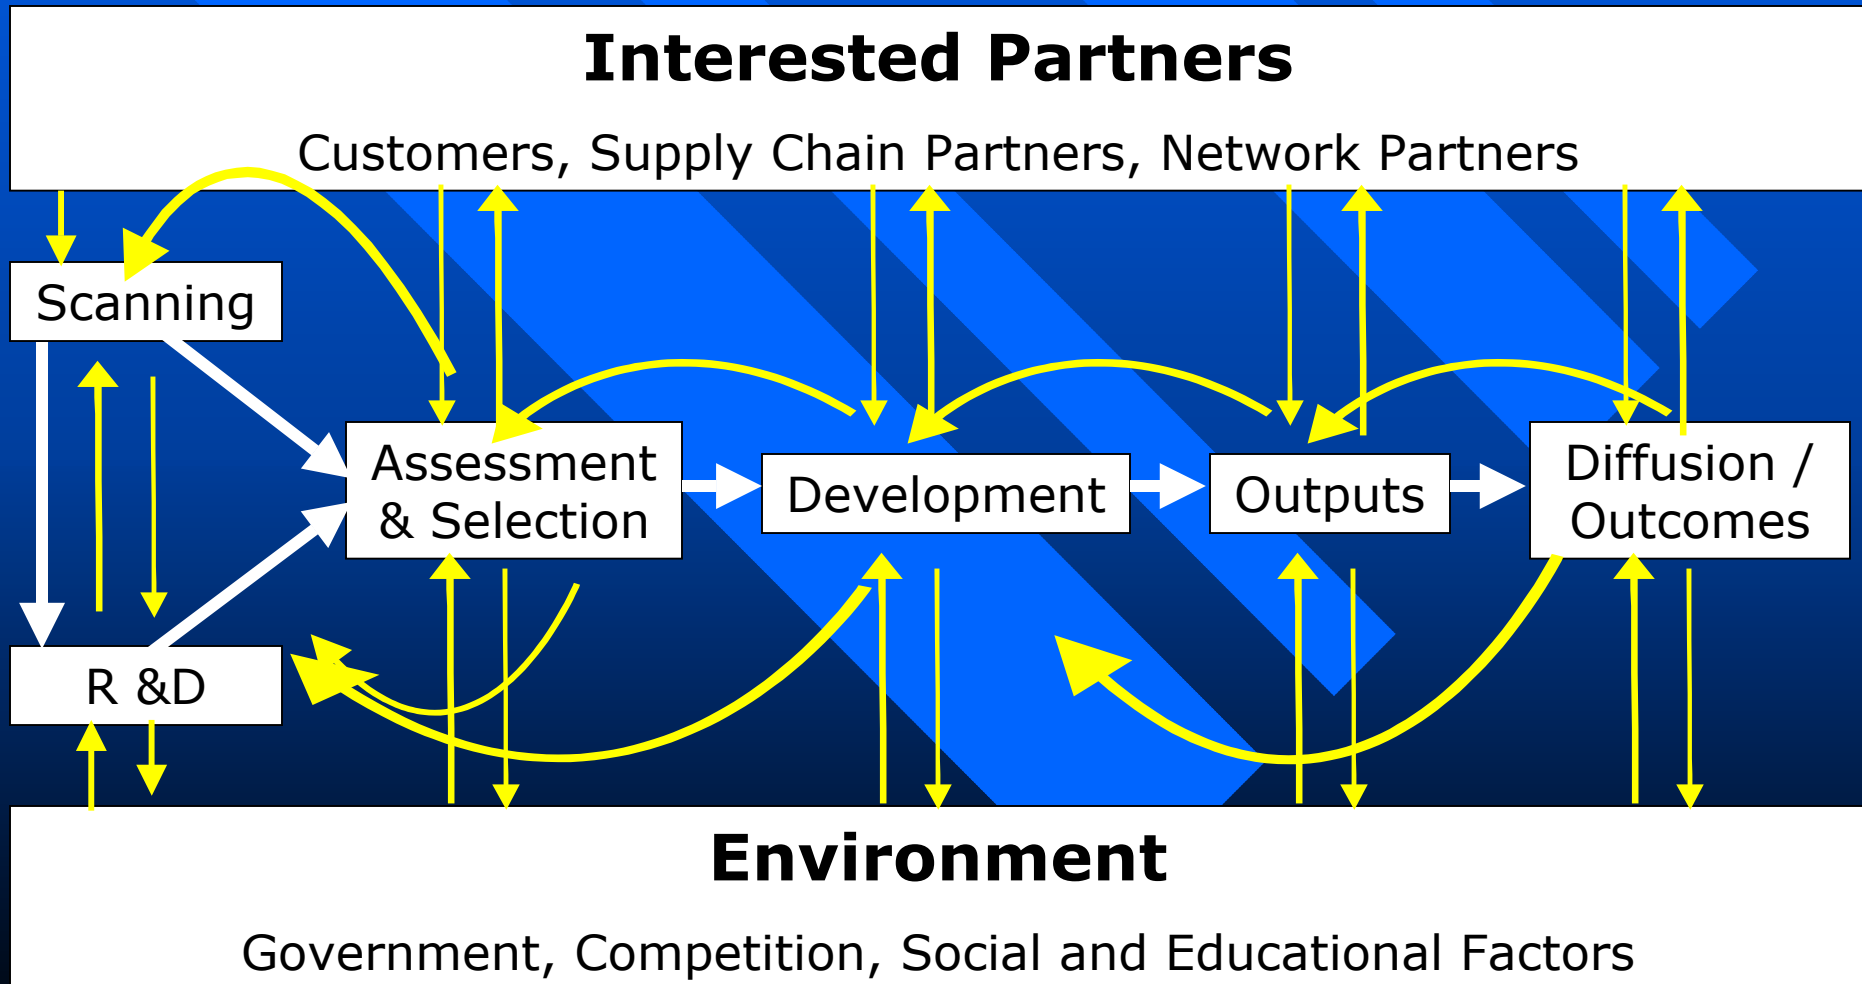 Interested Partners
Customers, Supply Chain Partners, Network Partners
Scanning
Assessment
& Selection
Development
Outputs
Diffusion /
Outcomes
R &D
Environment
Government, Competition, Social and Educational Factors